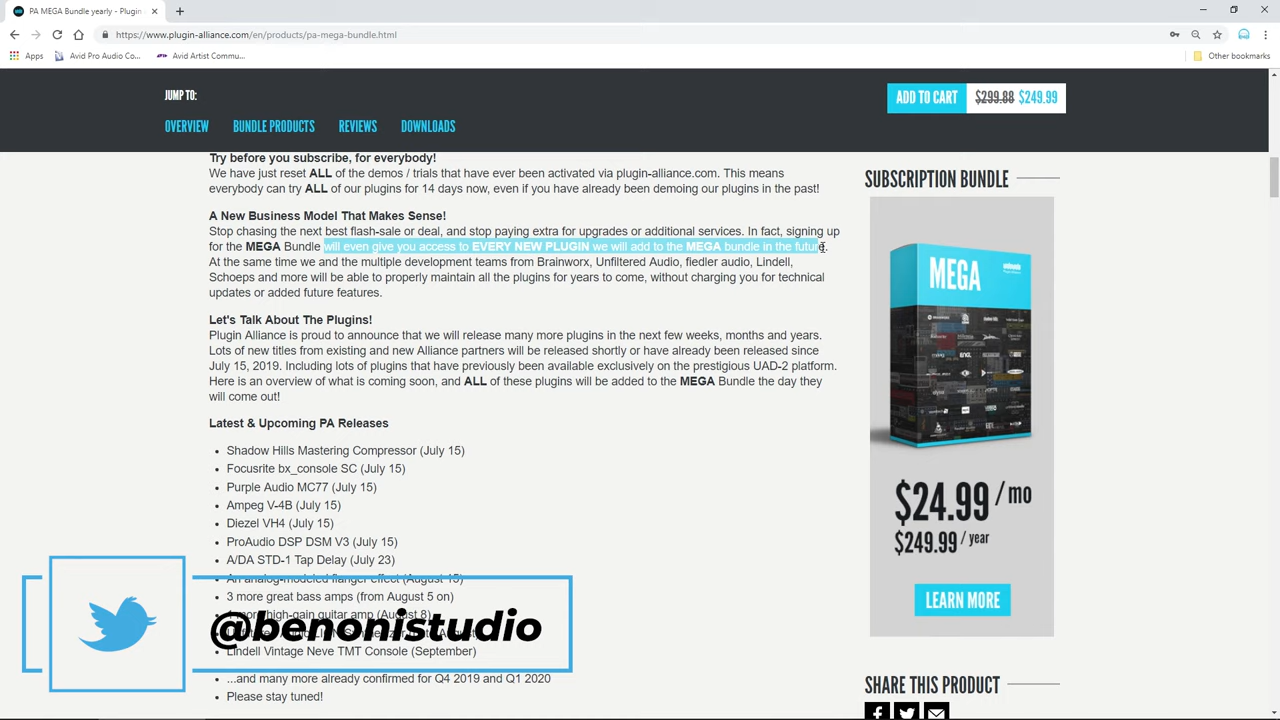 PA MEGA Bundle yearly - Plugin
https://www.plugin-alliance.com/en/products/pa-mega-bundle.html
Apps
Avid Pro Audio Co...
Avid Artist Commu...
Other bookmarks
JUMP TO:
OVERVIEW
BUNDLE PRODUCTS
REVIEWS
DOWNLOADS
ADD TO CART
$299.88 $249.99
Try before you subscribe, for everybody!
We have just reset ALL of the demos / trials that have ever been activated via plugin-alliance.com. This means
everybody can try ALL of our plugins for 14 days now, even if you have already been demoing our plugins in the past!
A New Business Model That Makes Sense!
Stop chasing the next best flash-sale or deal, and stop paying extra for upgrades or additional services. In fact, signing up
for the MEGA Bundle will even give you access to EVERY NEW PLUGIN we will add to the MEGA bundle in the future.
At the same time we and the multiple development teams from Brainworx, Unfiltered Audio, fiedler audio, Lindell,
Schoeps and more will be able to properly maintain all the plugins for years to come, without charging you for technical
updates or added future features.
Let's Talk About The Plugins!
Plugin Alliance is proud to announce that we will release many more plugins in the next few weeks, months and years.
Lots of new titles from existing and new Alliance partners will be released shortly or have already been released since
July 15, 2019. Including lots of plugins that have previously been available exclusively on the prestigious UAD-2 platform.
Here is an overview of what is coming soon, and ALL of these plugins will be added to the MEGA Bundle the day they
will come out!
Latest & Upcoming PA Releases
Shadow Hills Mastering Compressor (July 15)
Focusrite bx_console SC (July 15)
Purple Audio MC77 (July 15)
Ampeg V-4B (July 15)
Diezel VH4 (July 15)
ProAudio DSP DSM V3 (July 15)
A/DA STD-1 Tap Delay (July 23)
An analog-modeled flanger effect (August 15)
3 more great bass amps (from August 5 on)
high-gain guitar amp (August 8)
@benonistudio
Lindell Vintage Neve TMT Console (September)
...and many more already confirmed for Q4 2019 and Q1 2020
Please stay tuned!
SUBSCRIPTION BUNDLE
MEGA
$24.99 / mo
$249.99 / year
LEARN MORE
SHARE THIS PRODUCT